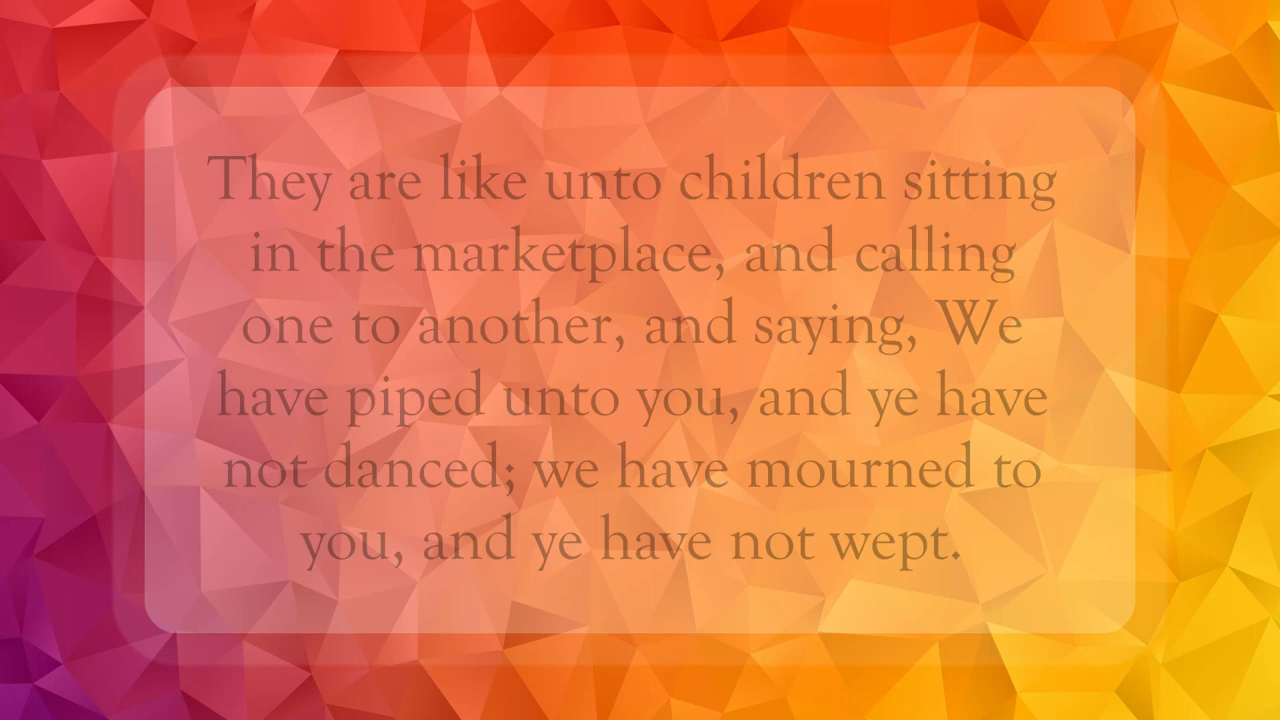 They are like unto children sitting
in the marketplace, and calling
one to another, and saying, We
have piped unto you, and ye have
not danced; we have mourned to
you, and ye have not wept.